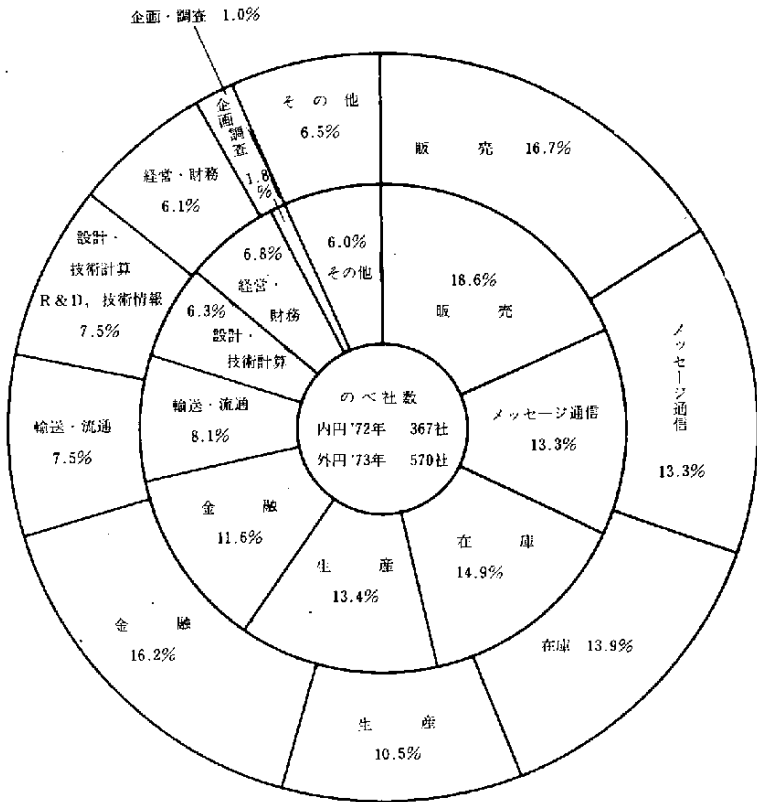 企画・調査 1.0%
その他
6.5%
販売 16.7%
メッセージ通信
13.3%
在庫 13.9%
生産
10.5%
金融
16.2%
輸送・流通
7.5%
設計・
技術計算
R&D, 技術情報
7.5%
経営・財務
6.1%
企画調査
1.8%
18.6%
販売
メッセージ通信
13.3%
在庫
14.9%
生産
13.4%
金融
11.6%
輸送・流通
8.1%
6.3%
設計・
技術計算
6.8%
経営・
財務
6.0%
その他
のべ社数
内円'72年 367社
外円'73年 570社